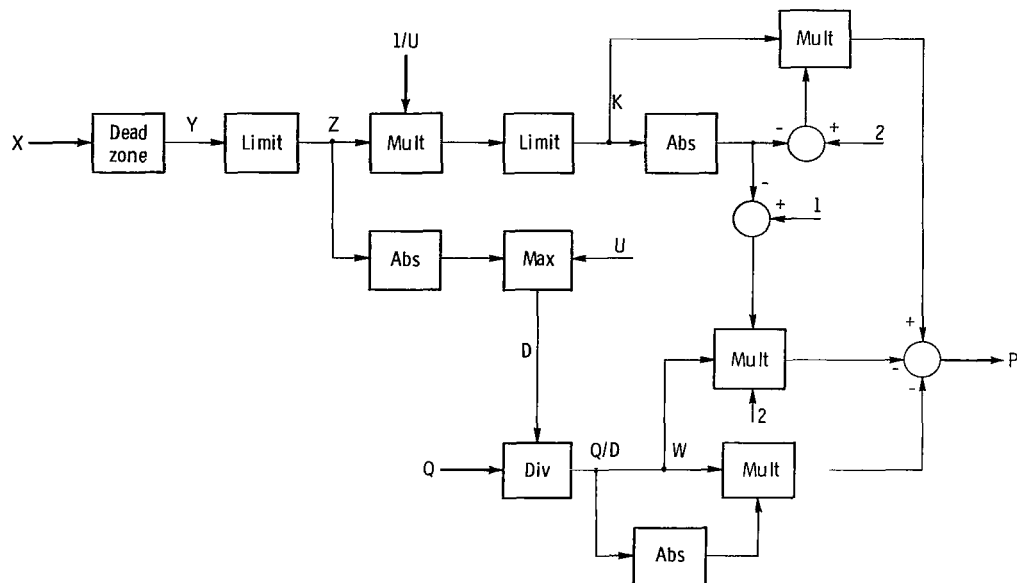 1/U
Mult
K
X
Dead
zone
Y
Limit
Z
Mult
Limit
Abs
-
+
2
-
+
1
Abs
Max
U
D
Mult
2
+
-
-
P
Q
Div
Q/D
W
Mult
Abs